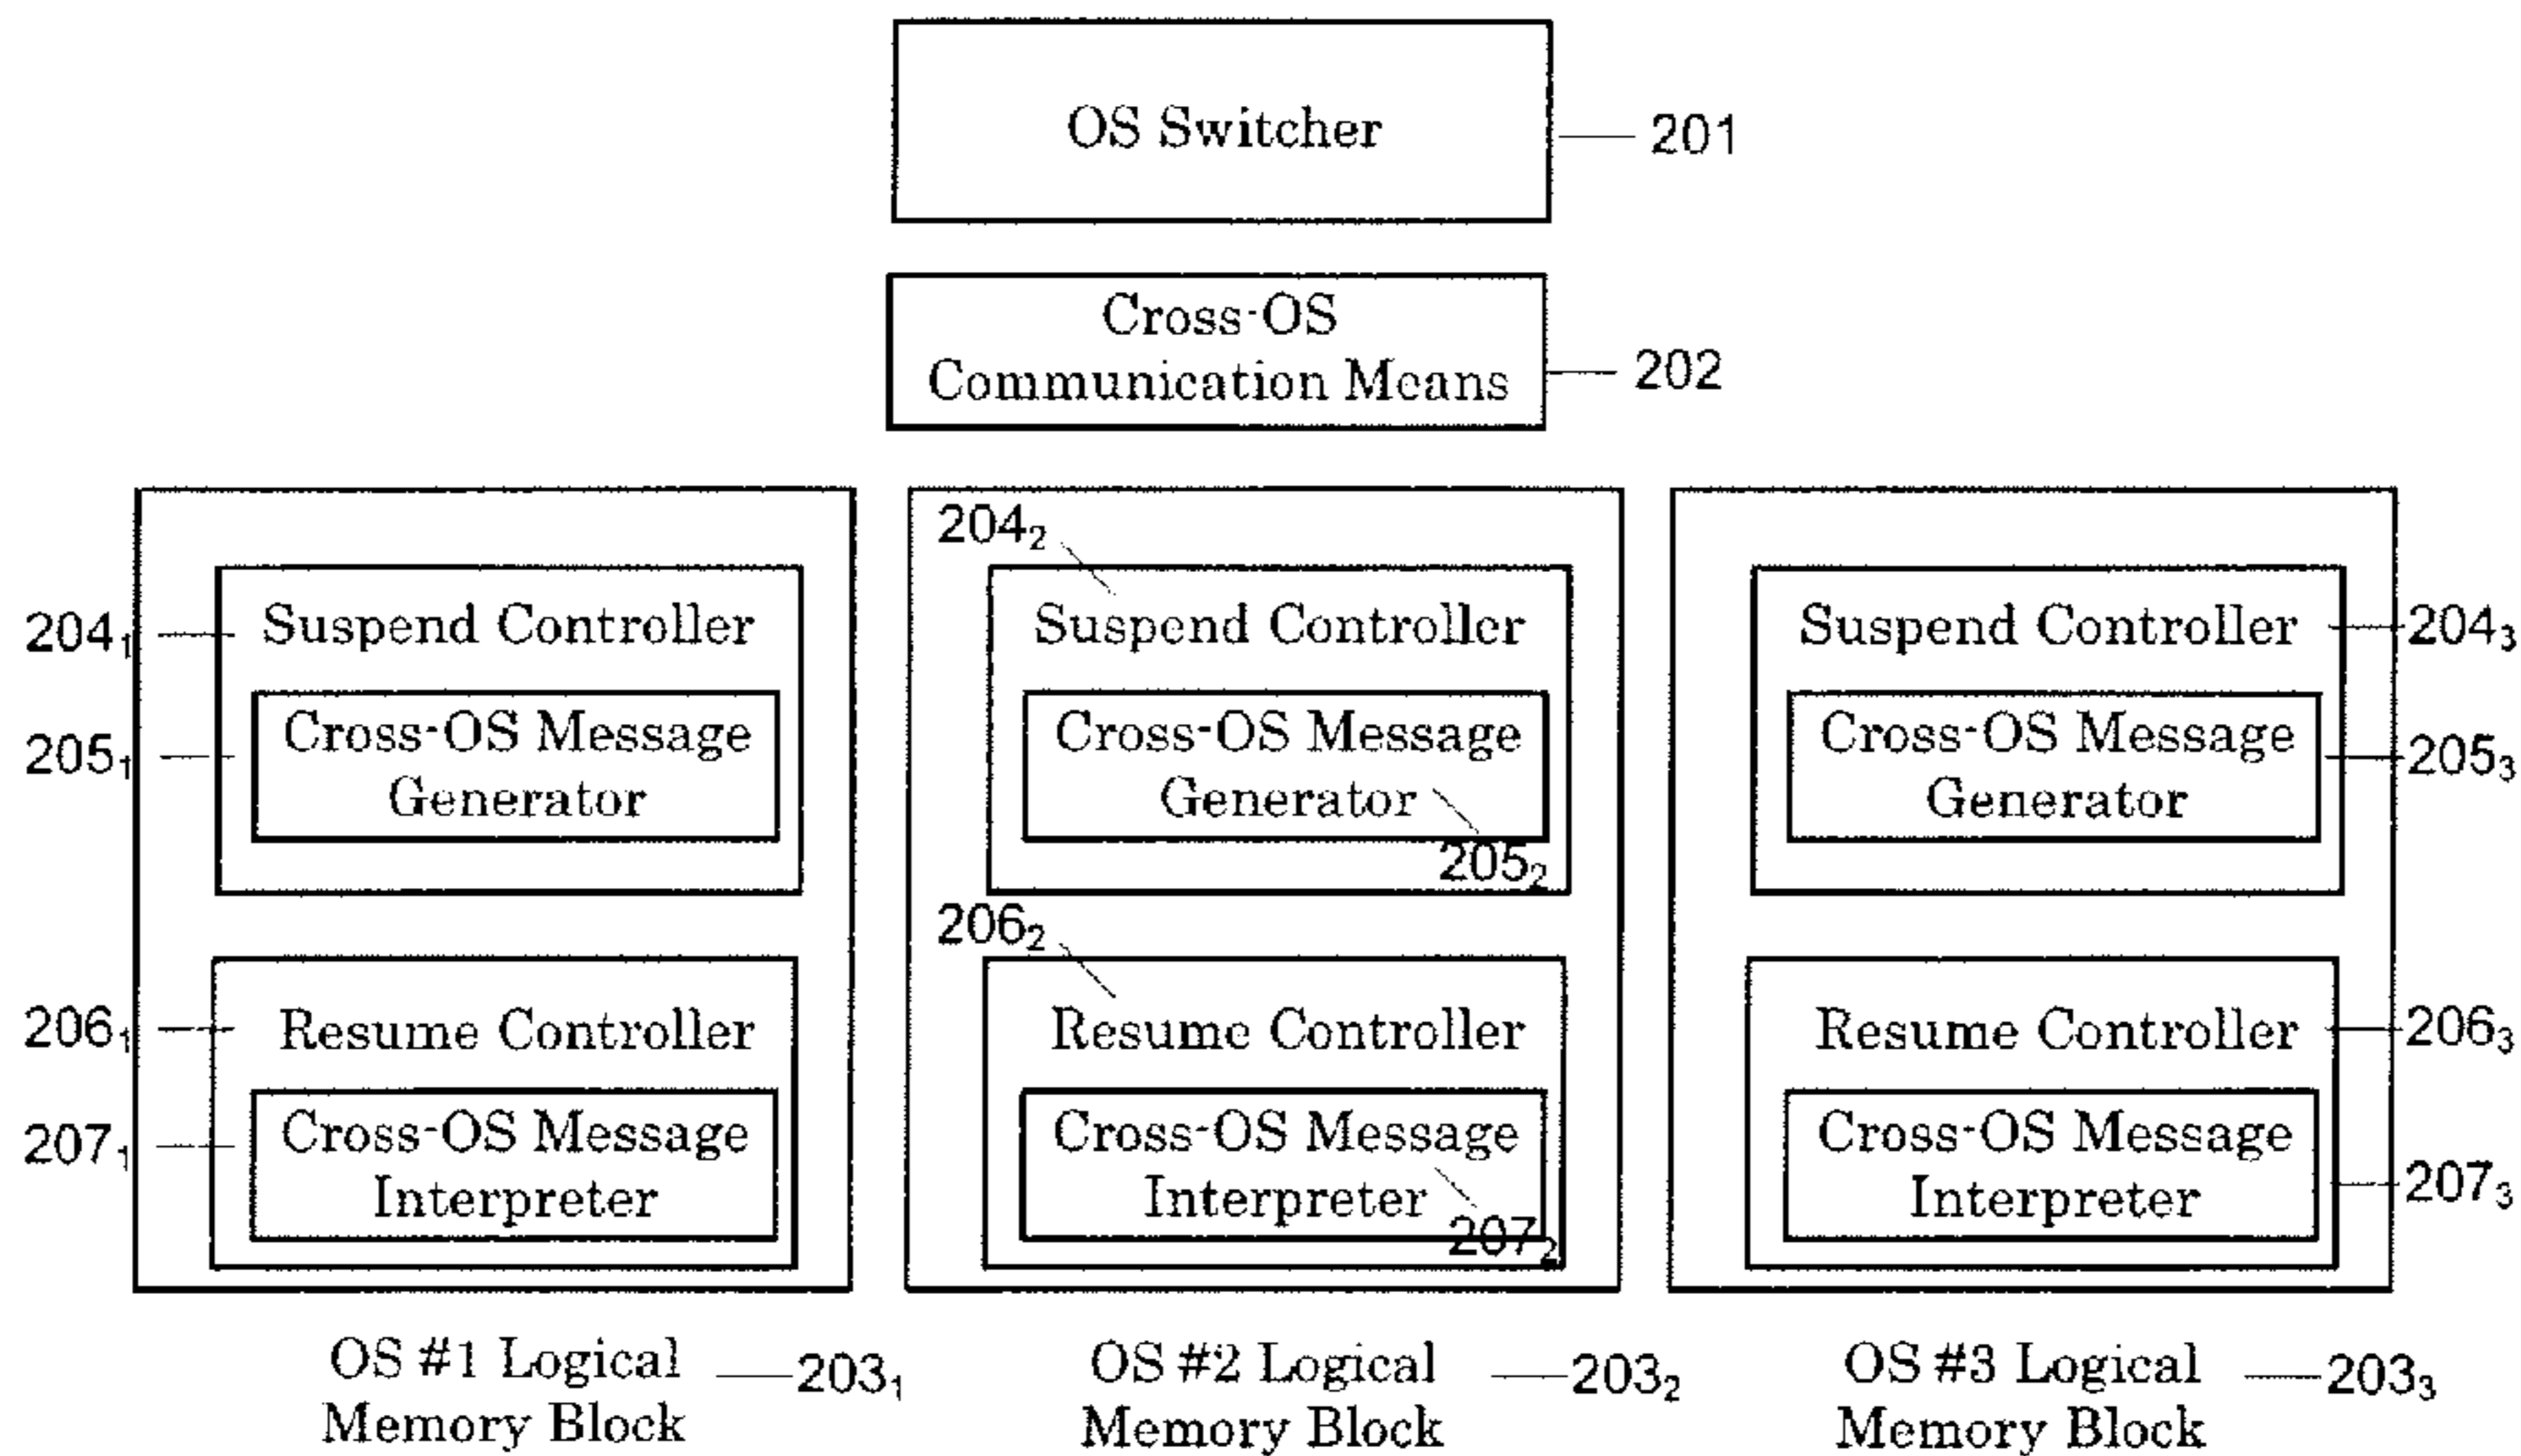 OS Switcher
201
Cross-OS
Communication Means
202
204₁
Suspend Controller
205₁
Cross-OS Message
Generator
206₁
Resume Controller
207₁
Cross-OS Message
Interpreter
OS #1 Logical
Memory Block
203₁
204₂
Suspend Controller
Cross-OS Message
Generator
205₂
206₂
Resume Controller
Cross-OS Message
Interpreter
207₂
OS #2 Logical
Memory Block
203₂
Suspend Controller
204₃
Cross-OS Message
Generator
205₃
Resume Controller
206₃
Cross-OS Message
Interpreter
207₃
OS #3 Logical
Memory Block
203₃